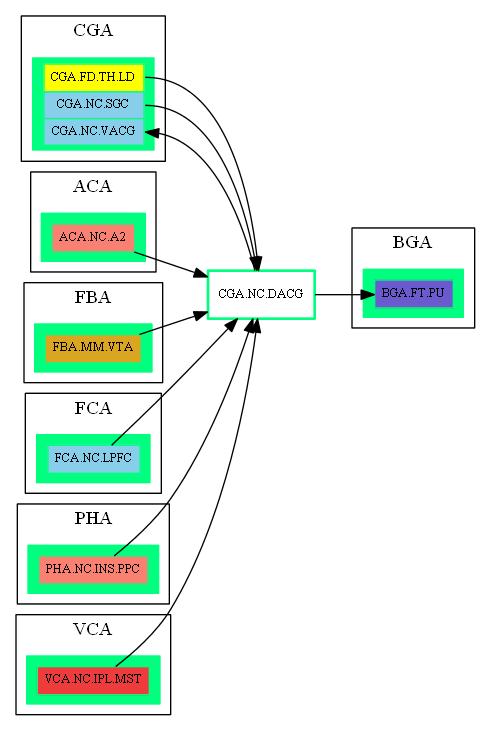 CGA
CGA.FD.TH.LD
CGA.NC.SGC
CGA.NC.VACG
ACA
ACA.NC.A2
FBA
FBA.MM.VTA
FCA
FCA.NC.LPFC
PHA
PHA.NC.INS.PPC
VCA
VCA.NC.IPL.MST
CGA.NC.DACG
BGA
BGA.FT.PU